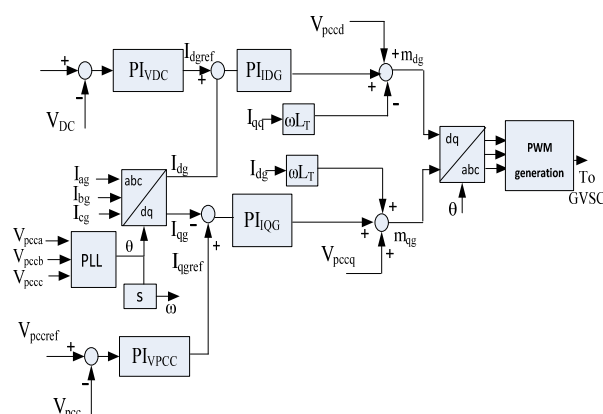 V_pccd
+
I_dgref
+ m_dg
+
PI_VDC
PI_IDG
-
+
+
-
V_DC
I_qq
ωL_T
dq
abc
PWM
generation
To
GVSC
I_ag
I_bg
I_cg
abc
dq
I_dg
I_dg
ωL_T
θ
+
I_qg
-
PI_IQG
+
m_qg
+
V_pcca
V_pccb
V_pccc
PLL
θ
I_qgref
+
V_pccq
s
ω
V_pccref
+
PI_VPCC
-
V_pcc